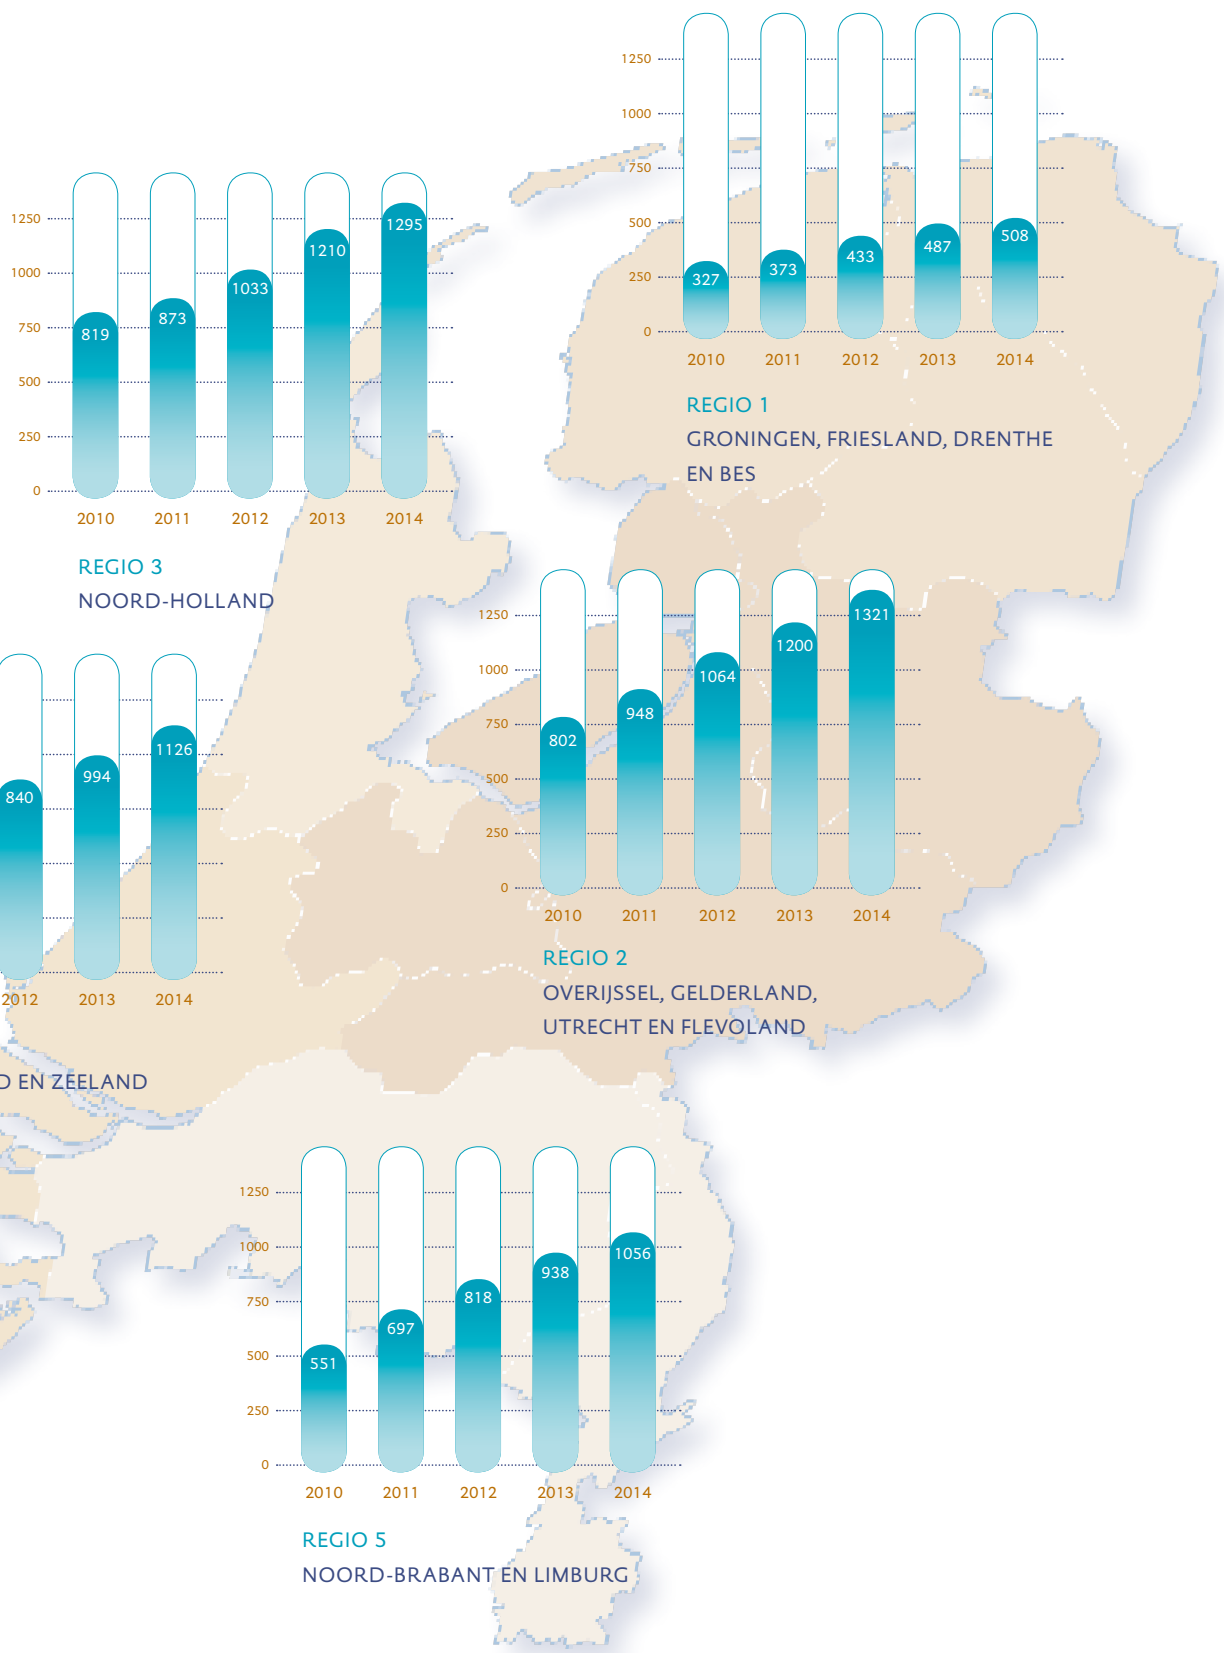 1250
1000
750
500
250
0
327
373
433
487
508
2010 2011 2012 2013 2014
REGIO 1
GRONINGEN, FRIESLAND, DRENTHE
EN BES
1250
1000
750
500
250
0
819
873
1033
1210
1295
2010 2011 2012 2013 2014
REGIO 3
NOORD-HOLLAND
1250
1000
750
500
250
0
802
948
1064
1200
1321
2010 2011 2012 2013 2014
REGIO 2
OVERIJSSEL, GELDERLAND,
UTRECHT EN FLEVOLAND
840
994
1126
2012 2013 2014
D EN ZEELAND
1250
1000
750
500
250
0
551
697
818
938
1056
2010 2011 2012 2013 2014
REGIO 5
NOORD-BRABANT EN LIMBURG